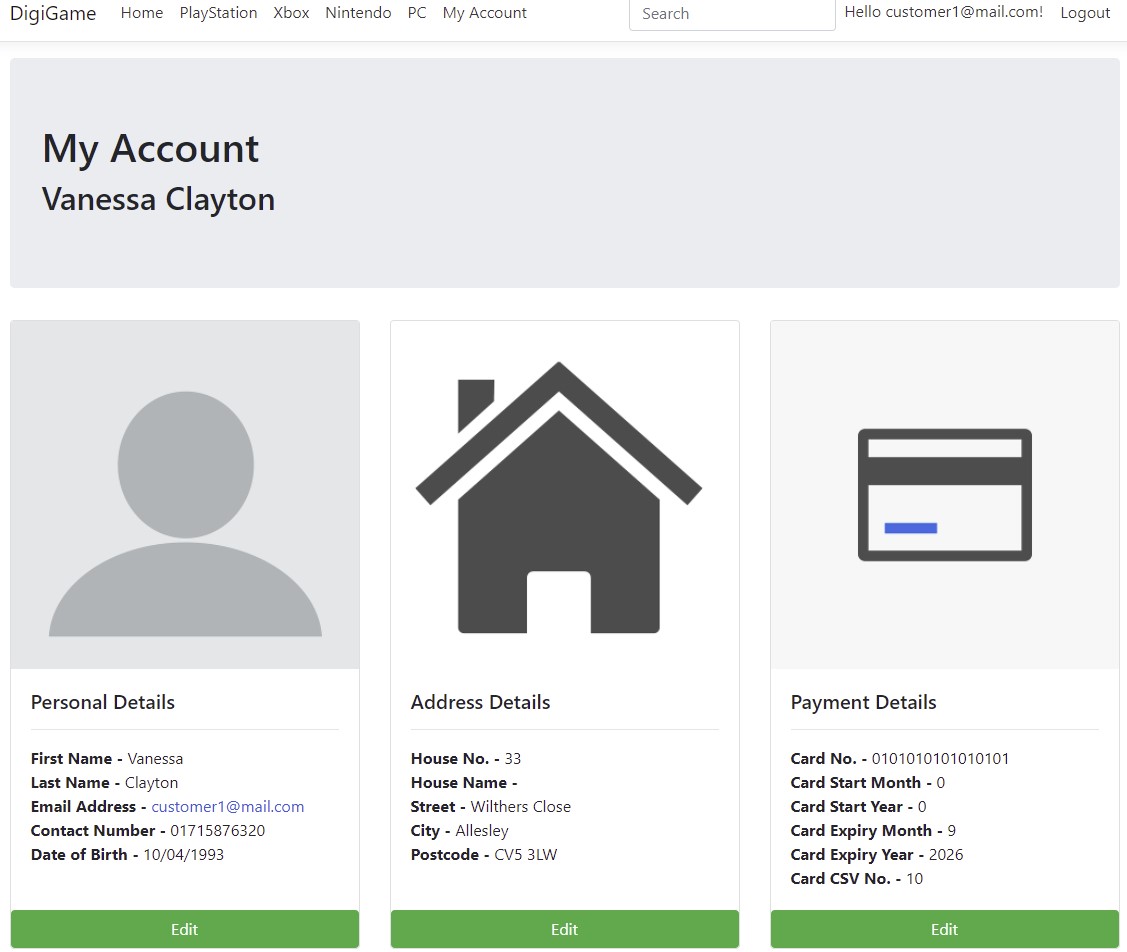 DigiGame Home PlayStation Xbox Nintendo PC My Account Search Hello customer1@mail.com! Logout
My Account
Vanessa Clayton
Personal Details
First Name - Vanessa
Last Name - Clayton
Email Address - customer1@mail.com
Contact Number - 01715876320
Date of Birth - 10/04/1993
Edit
Address Details
House No. - 33
House Name -
Street - Wilthers Close
City - Allesley
Postcode - CV5 3LW
Edit
Payment Details
Card No. - 0101010101010101
Card Start Month - 0
Card Start Year - 0
Card Expiry Month - 9
Card Expiry Year - 2026
Card CSV No. - 10
Edit